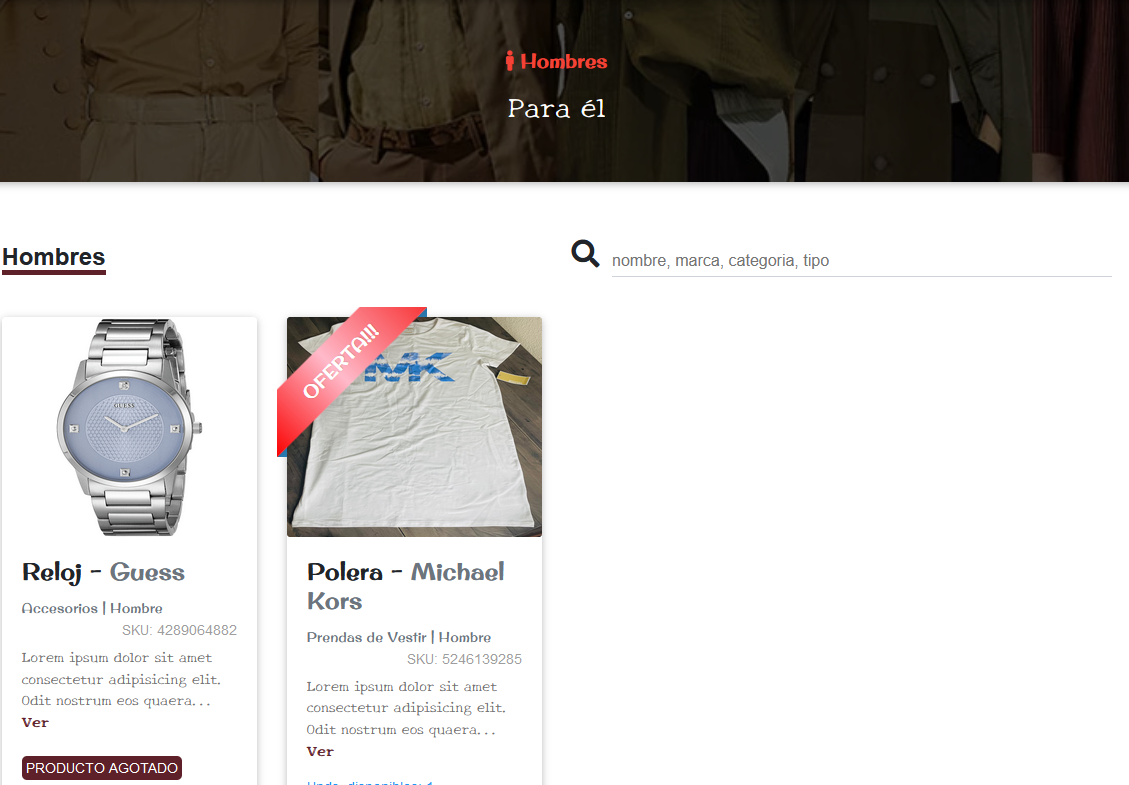 Hombres
Para él
Hombres
nombre, marca, categoria, tipo
GUESS
Reloj - Guess
Accesorios | Hombre
SKU: 4289064882
Lorem ipsum dolor sit amet
consectetur adipisicing elit.
Odit nostrum eos quaera...
Ver
PRODUCTO AGOTADO
OFERTA!!!
MK
Polera - Michael
Kors
Prendas de Vestir | Hombre
SKU: 5246139285
Lorem ipsum dolor sit amet
consectetur adipisicing elit.
Odit nostrum eos quaera...
Ver